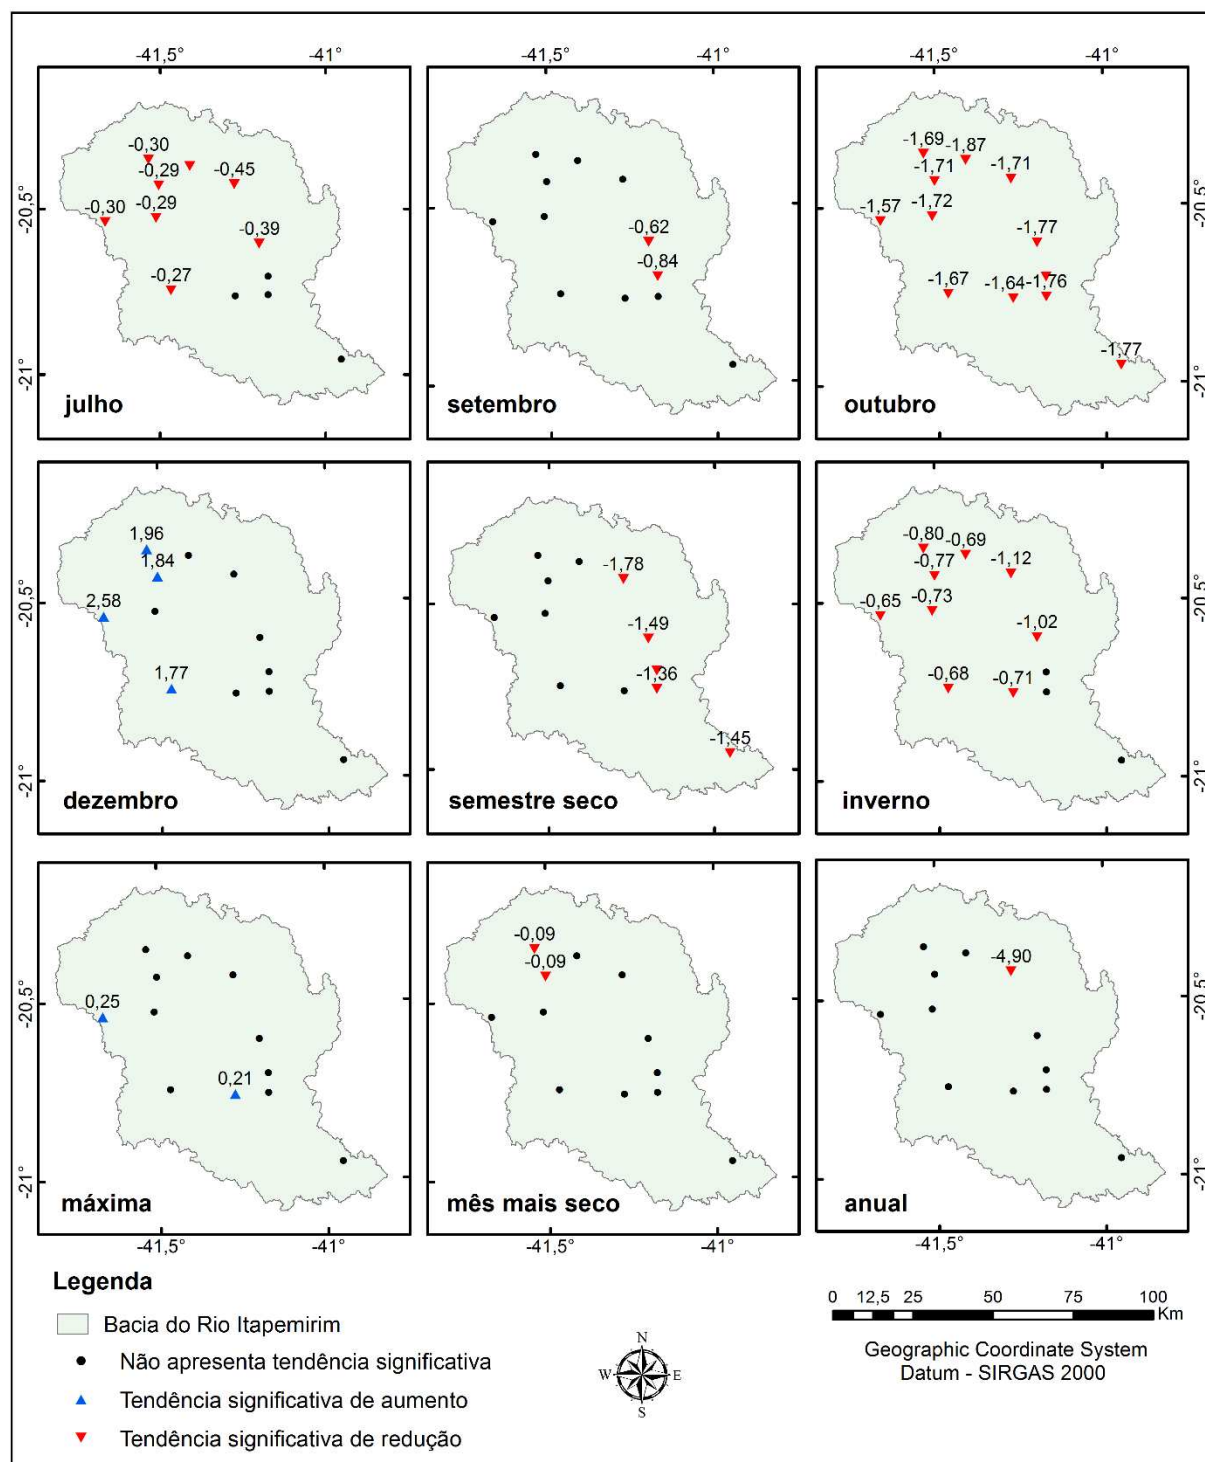 -41,5° -41° -41,5° -41° -41,5° -41°
-0,30
-0,29
-0,45
-0,30
-0,29
-0,39
-0,27
-20,5°
-21°
julho
-0,62
-0,84
setembro
-1,69
-1,87
-1,71
-1,71
-1,57
-1,72
-1,77
-1,67
-1,64
-1,76
-1,77
-20,5°
-21°
outubro
1,96
1,84
2,58
1,77
-20,5°
-21°
dezembro
-1,78
-1,49
-1,36
-1,45
semestre seco
-0,80
-0,69
-0,77
-1,12
-0,65
-0,73
-1,02
-0,68
-0,71
-20,5°
-21°
inverno
0,25
0,21
-20,5°
-21°
máxima
-0,09
-0,09
mês mais seco
-4,90
-20,5°
-21°
anual
-41,5° -41° -41,5° -41° -41,5° -41°
Legenda
Bacia do Rio Itapemirim
Não apresenta tendência significativa
Tendência significativa de aumento
Tendência significativa de redução
N
W E
S
0 12,5 25 50 75 100
Km
Geographic Coordinate System
Datum - SIRGAS 2000